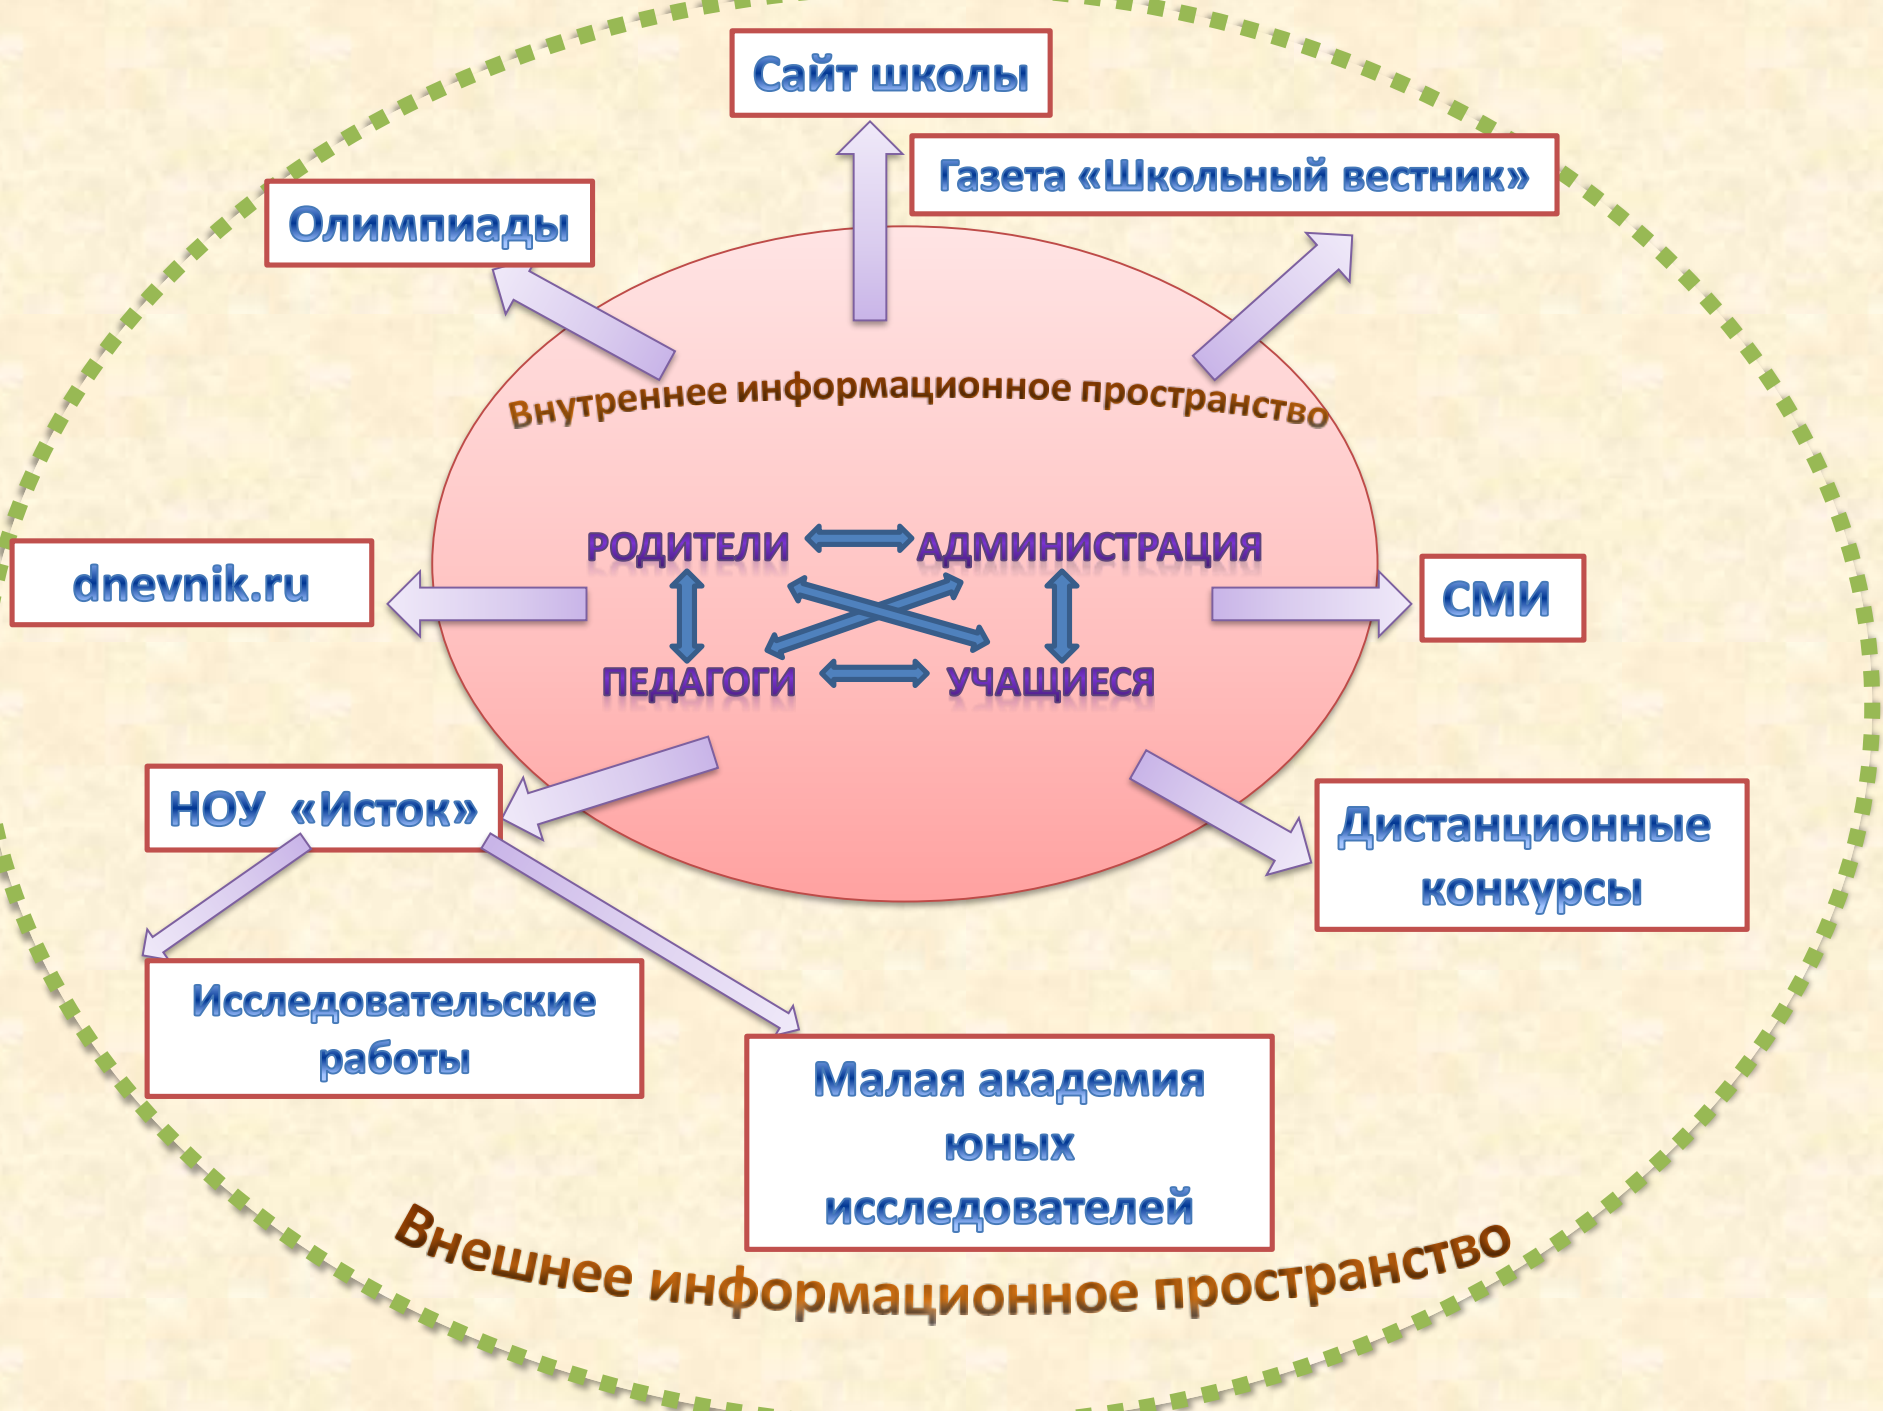 Сайт школы
Газета «Школьный вестник»
Олимпиады
Внутреннее информационное пространство
РОДИТЕЛИ
АДМИНИСТРАЦИЯ
dnevnik.ru
СМИ
ПЕДАГОГИ
УЧАЩИЕСЯ
НОУ  «Исток»
Дистанционные
конкурсы
Исследовательские
работы
Малая академия
юных
исследователей
Внешнее информационное пространство